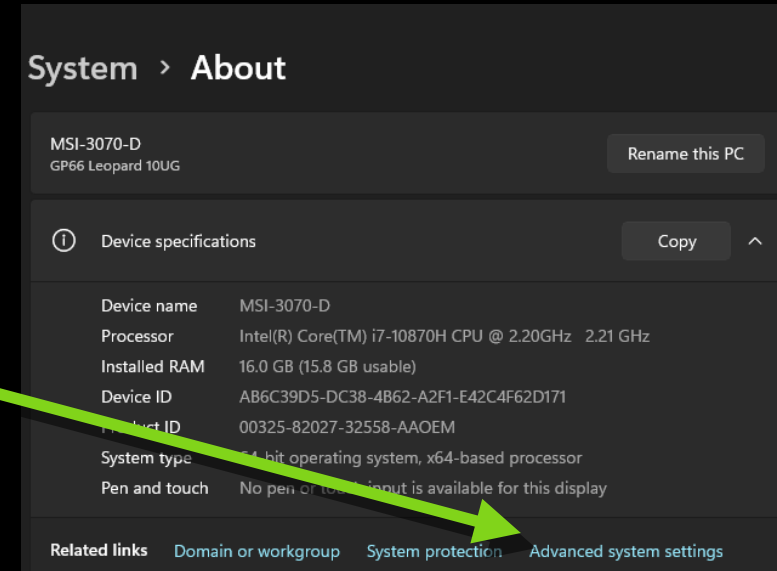 System > About
MSI-3070-D
GP66 Leopard 10UG
Rename this PC
Device specifications
Copy
Device name MSI-3070-D
Processor Intel(R) Core(TM) i7-10870H CPU @ 2.20GHz 2.21 GHz
Installed RAM 16.0 GB (15.8 GB usable)
Device ID AB6C39D5-DC38-4B62-A2F1-E42C4F62D171
Product ID 00325-82027-32558-AAOEM
System type 64-bit operating system, x64-based processor
Pen and touch No pen or touch input is available for this display
Related links Domain or workgroup System protection Advanced system settings